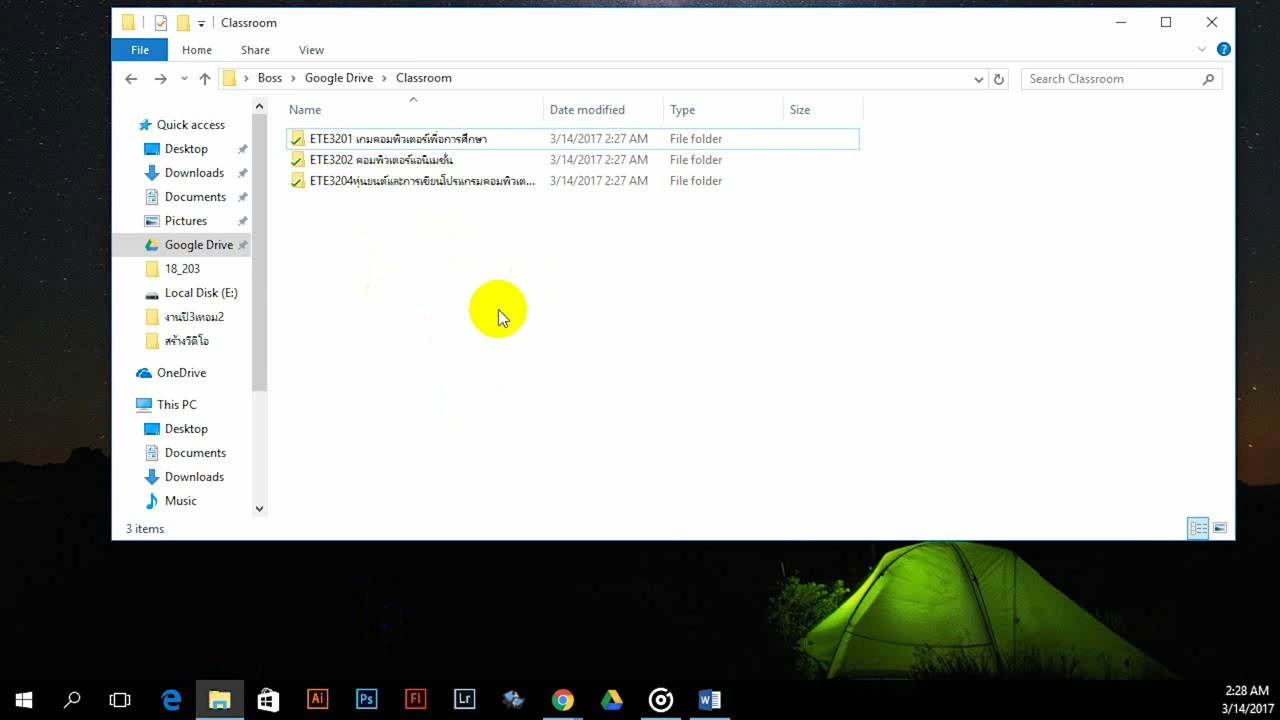 Classroom
File Home Share View
Boss Google Drive Classroom
Search Classroom
Name Date modified Type Size
ETE3201 เกมคอมพิวเตอร์เพื่อการศึกษา 3/14/2017 2:27 AM File folder
ETE3202 คอมพิวเตอร์แอนิเมชั่น 3/14/2017 2:27 AM File folder
ETE3204หุ่นยนต์และการเขียนโปรแกรมคอมพิวเต... 3/14/2017 2:27 AM File folder
Quick access
Desktop
Downloads
Documents
Pictures
Google Drive
18_203
Local Disk (E:)
งานปี3เทอม2
สร้างวีดีโอ
OneDrive
This PC
Desktop
Documents
Downloads
Music
3 items
Ai Ps Fl Lr
2:28 AM
3/14/2017